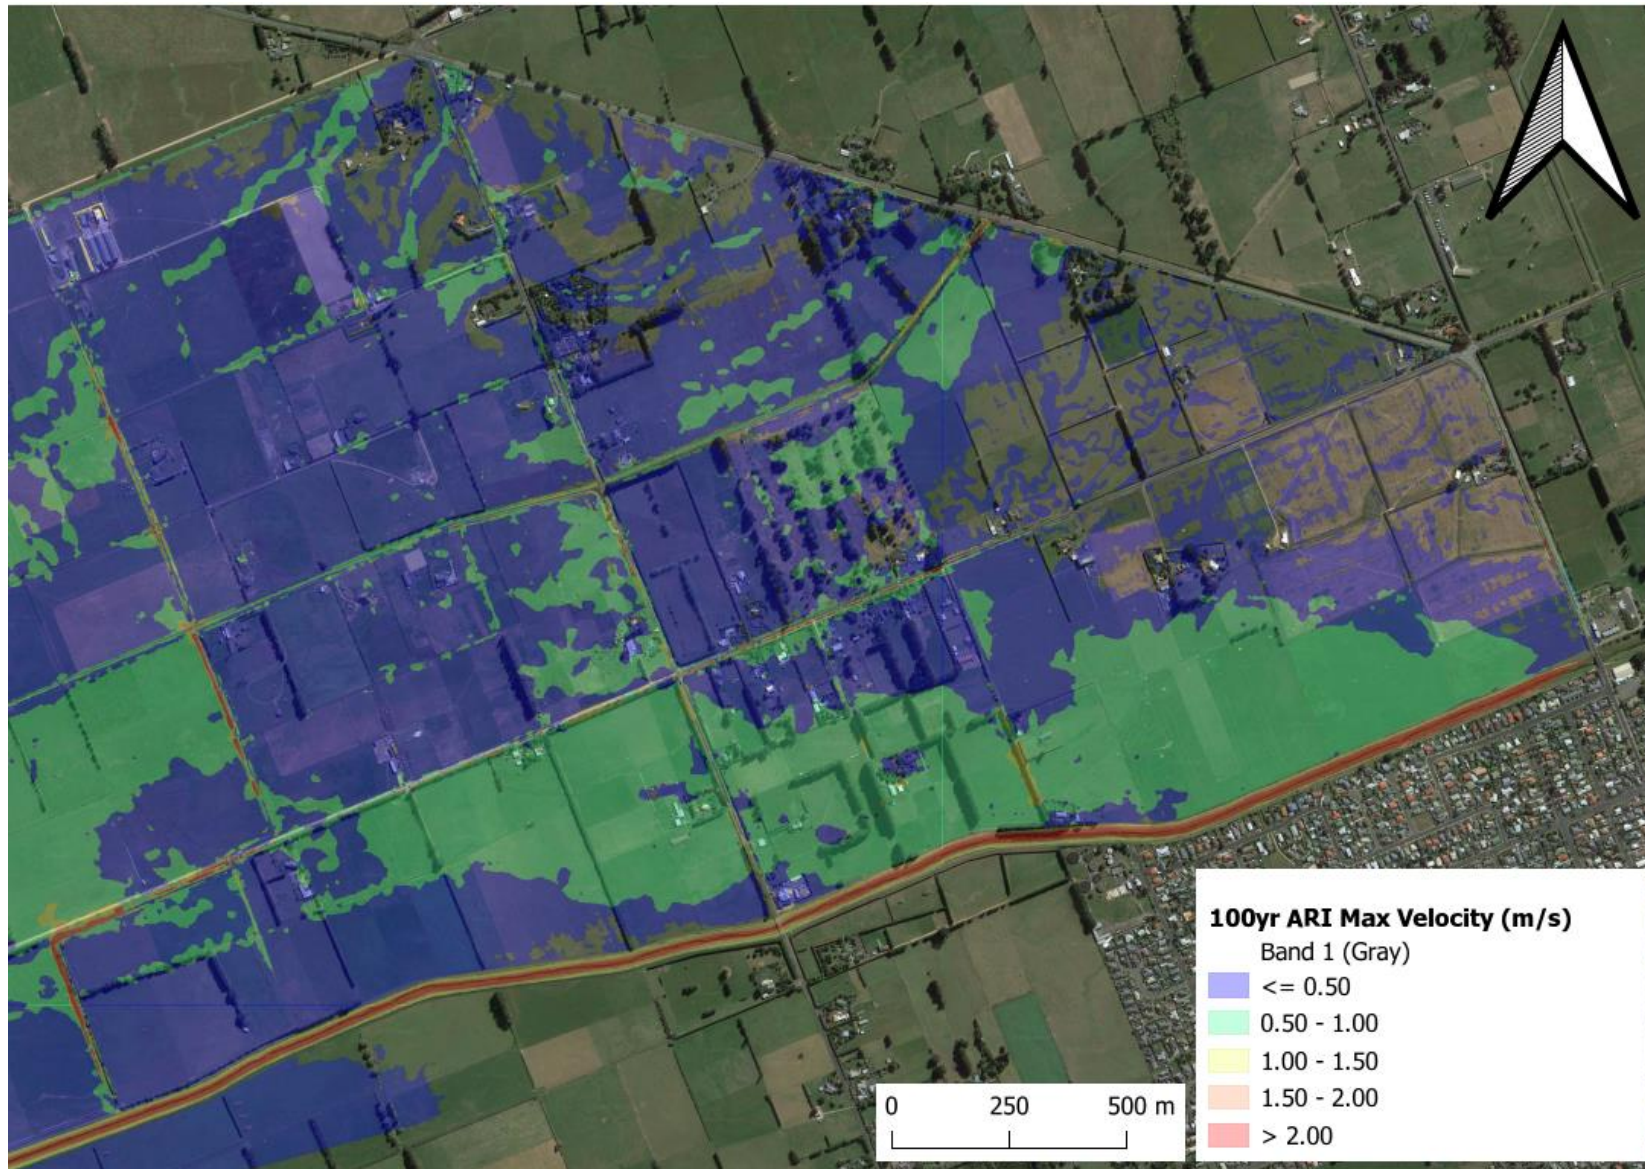 100yr ARI Max Velocity (m/s)
Band 1 (Gray)
<= 0.50
0.50 - 1.00
1.00 - 1.50
1.50 - 2.00
> 2.00
0 250 500 m